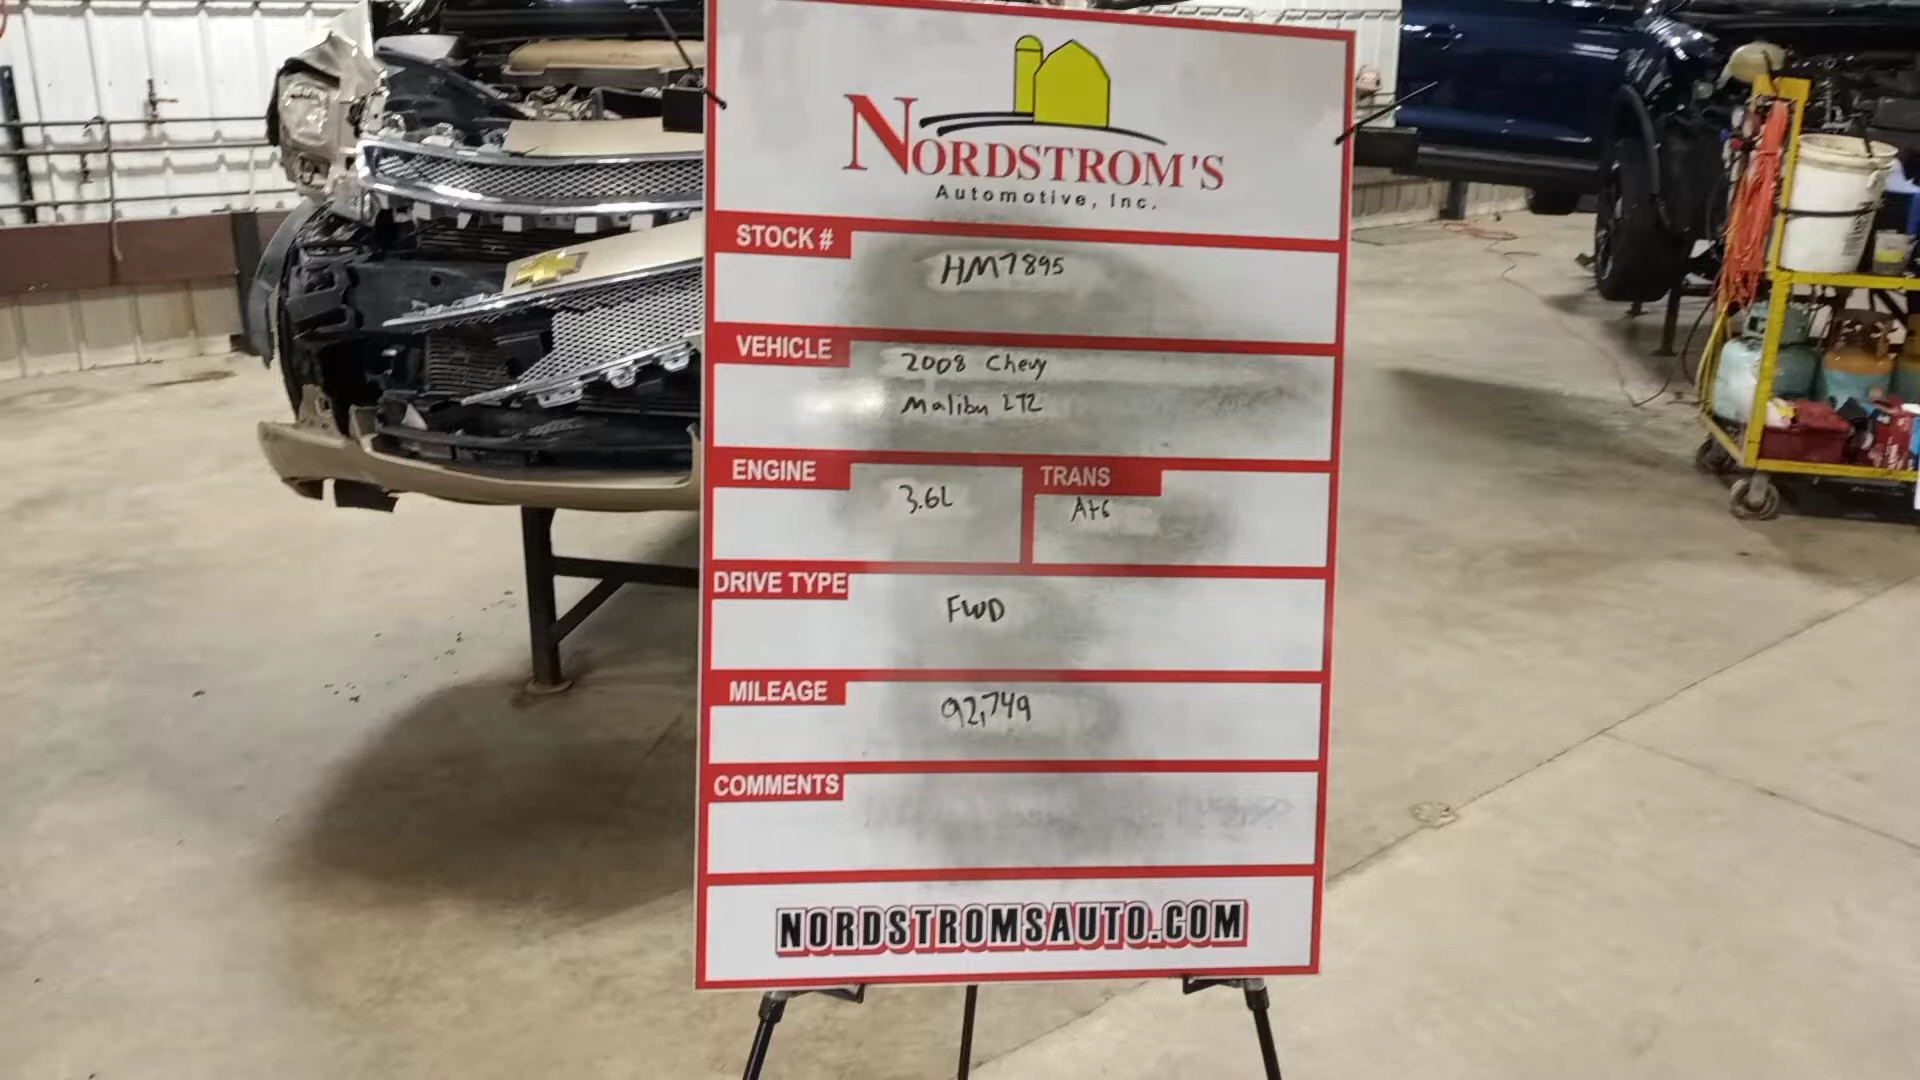 NORDSTROM'S
Automotive, Inc.
STOCK #
HM7895
VEHICLE
2008 Chevy
Malibu LTZ
ENGINE
3.6L
TRANS
At6
DRIVE TYPE
FWD
MILEAGE
92,749
COMMENTS
NORDSTROMSAUTO.COM